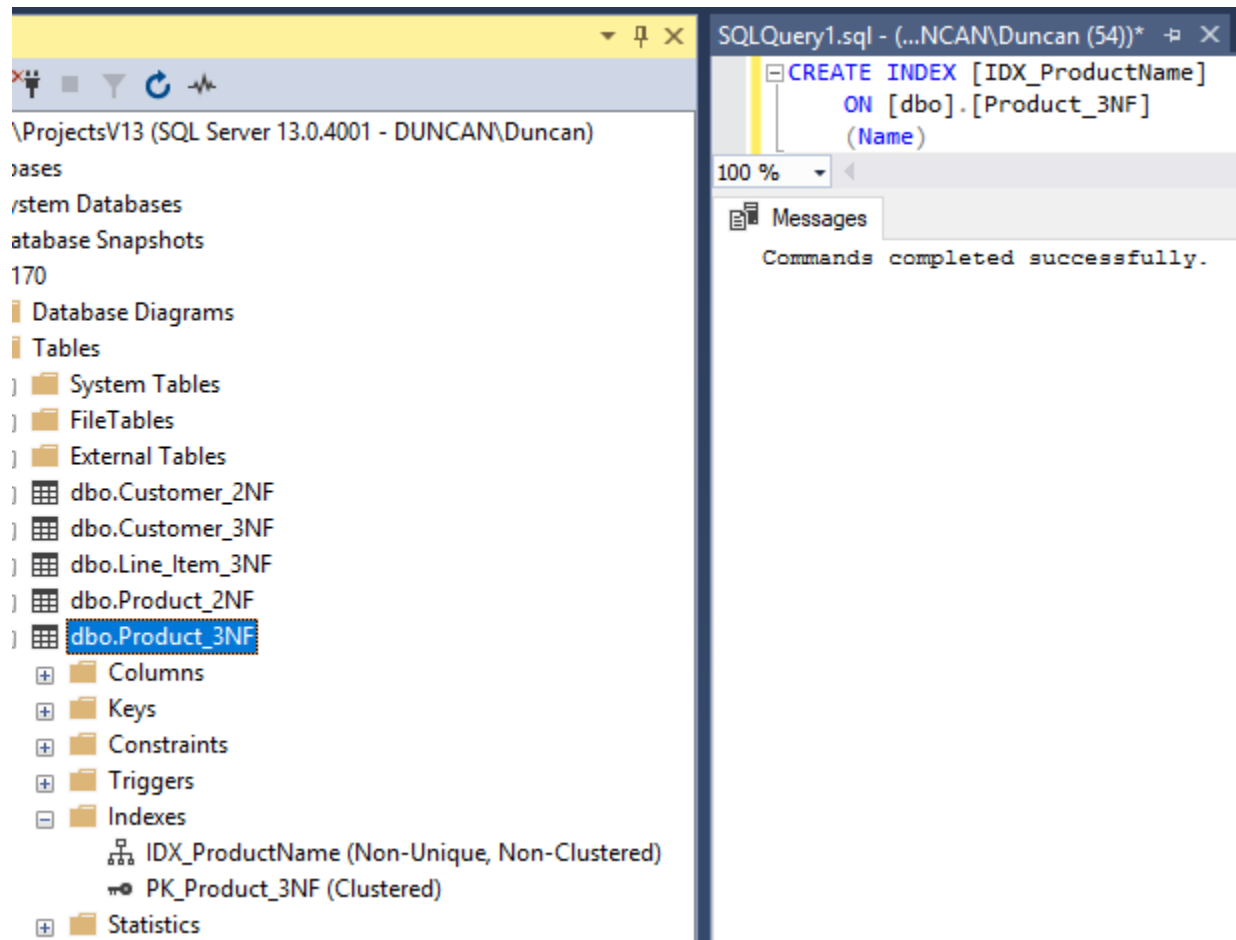 \ProjectsV13 (SQL Server 13.0.4001 - DUNCAN\Duncan)
bases
ystem Databases
atabase Snapshots
170
Database Diagrams
Tables
System Tables
FileTables
External Tables
dbo.Customer_2NF
dbo.Customer_3NF
dbo.Line_Item_3NF
dbo.Product_2NF
dbo.Product_3NF
Columns
Keys
Constraints
Triggers
Indexes
IDX_ProductName (Non-Unique, Non-Clustered)
PK_Product_3NF (Clustered)
Statistics
SQLQuery1.sql - (...NCAN\Duncan (54))*
CREATE INDEX [IDX_ProductName]
ON [dbo].[Product_3NF]
(Name)
100 %
Messages
Commands completed successfully.